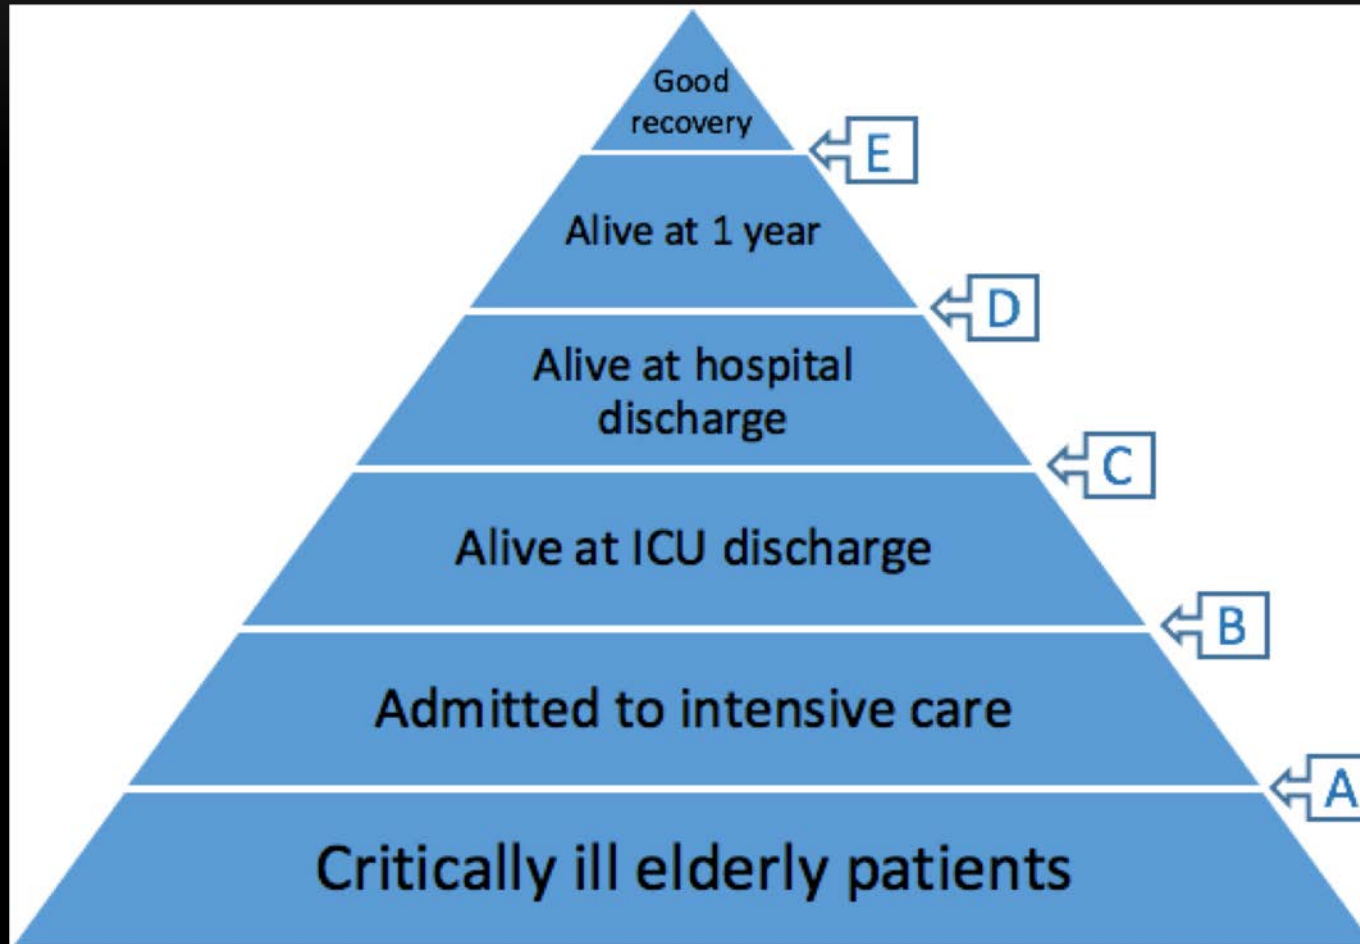 Good
recovery
E
Alive at 1 year
D
Alive at hospital
discharge
C
Alive at ICU discharge
B
Admitted to intensive care
A
Critically ill elderly patients